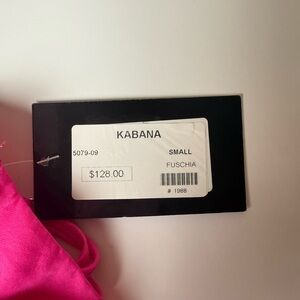 KABANA
5079-09 SMALL
$128.00 FUSCHIA
# 1988